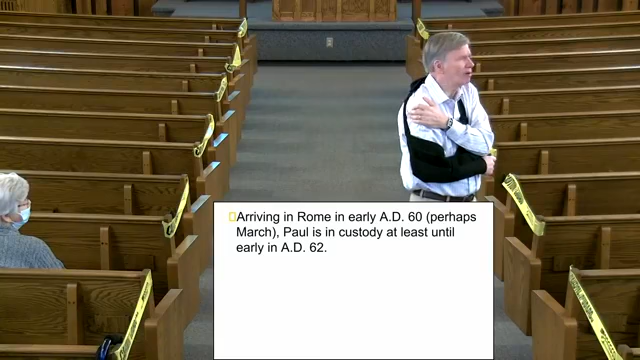 Arriving in Rome in early A.D. 60 (perhaps
March), Paul is in custody at least until
early in A.D. 62.